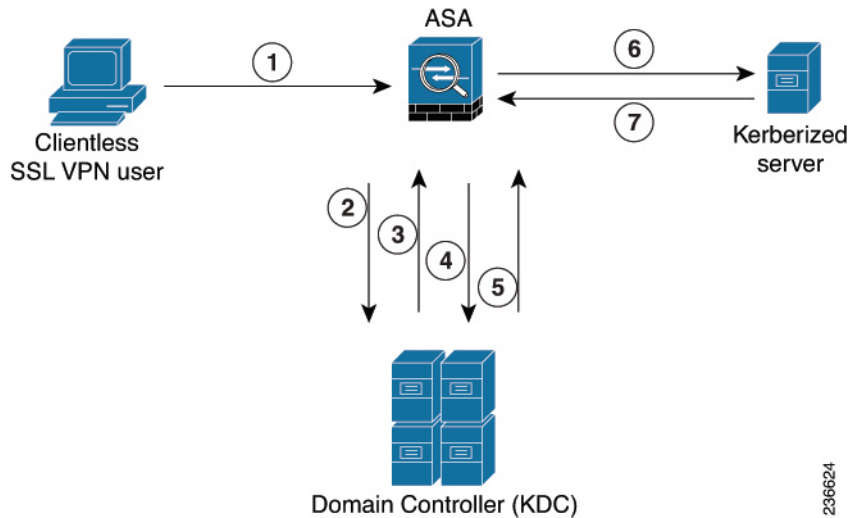 ASA
1
6
7
Clientless
SSL VPN user
Kerberized
server
2
3
4
5
Domain Controller (KDC)
236624